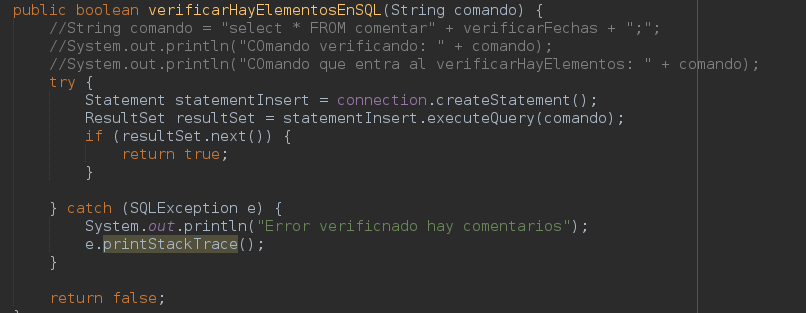 public boolean verificarHayElementosEnSQL(String comando) {
//String comando = "select * FROM comentar" + verificarFechas + ";";
//System.out.println("COmando verificando: " + comando);
//System.out.println("COmando que entra al verificarHayElementos: " + comando);
try {
Statement statementInsert = connection.createStatement();
ResultSet resultSet = statementInsert.executeQuery(comando);
if (resultSet.next()) {
return true;
}
} catch (SQLException e) {
System.out.println("Error verificnado hay comentarios");
e.printStackTrace();
}
return false;